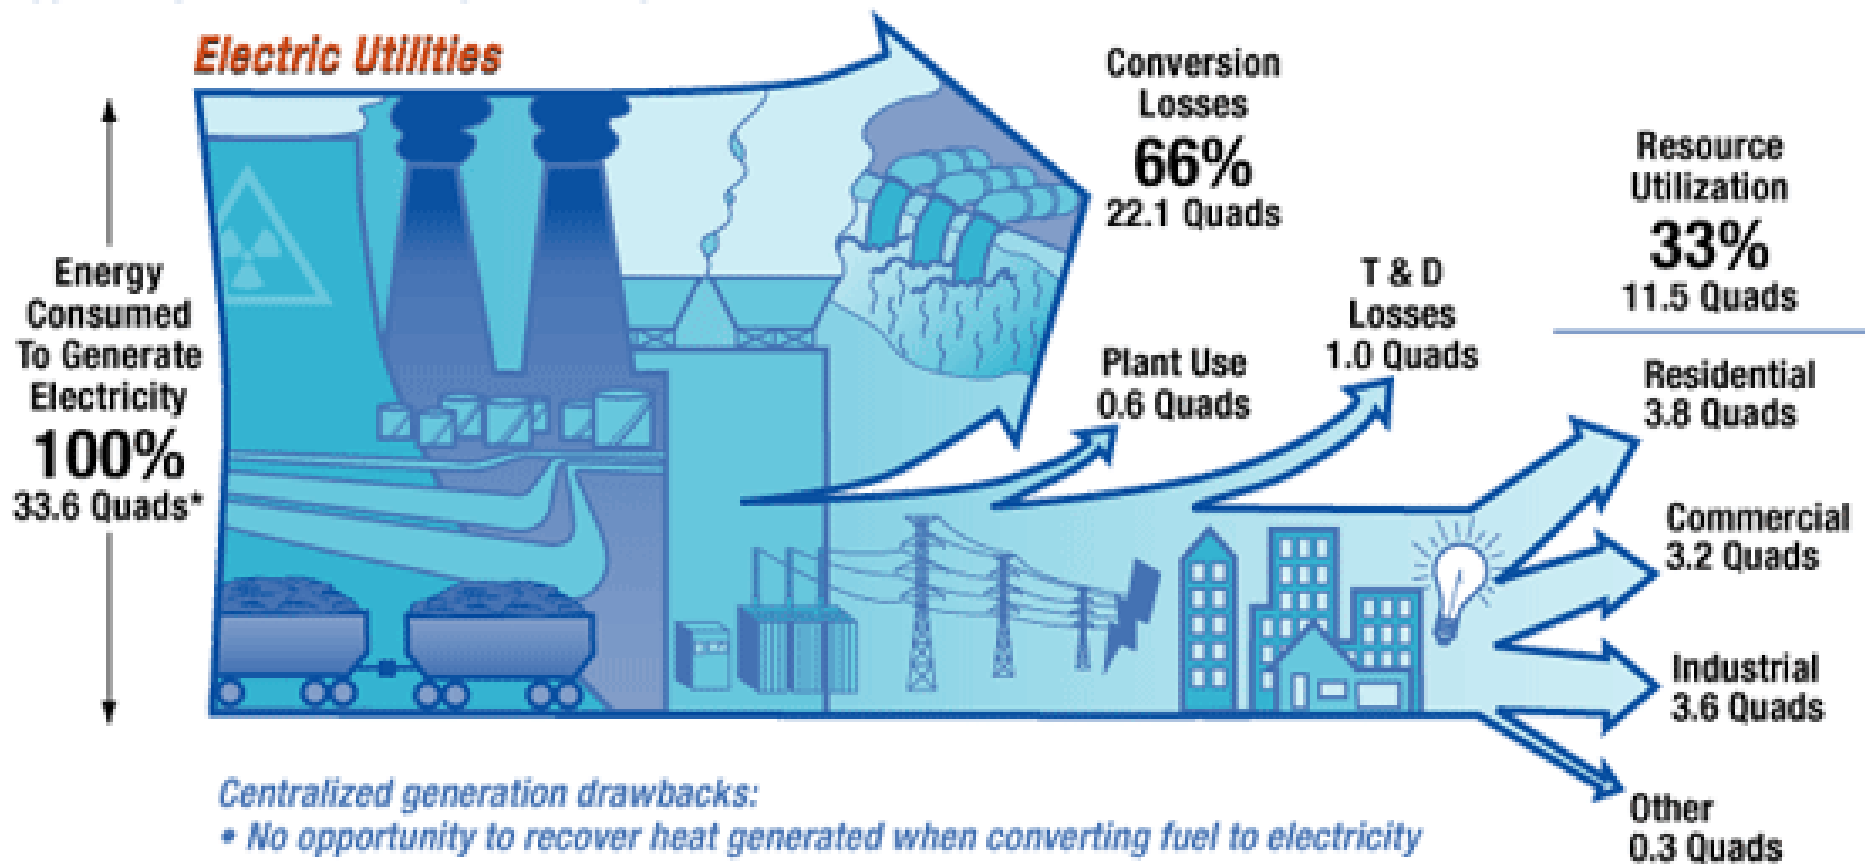 Electric Utilities
Energy
Consumed
To Generate
Electricity
100%
33.6 Quads*
Conversion
Losses
66%
22.1 Quads
Plant Use
0.6 Quads
T & D
Losses
1.0 Quads
Resource
Utilization
33%
11.5 Quads
Residential
3.8 Quads
Commercial
3.2 Quads
Industrial
3.6 Quads
Other
0.3 Quads
Centralized generation drawbacks:
• No opportunity to recover heat generated when converting fuel to electricity